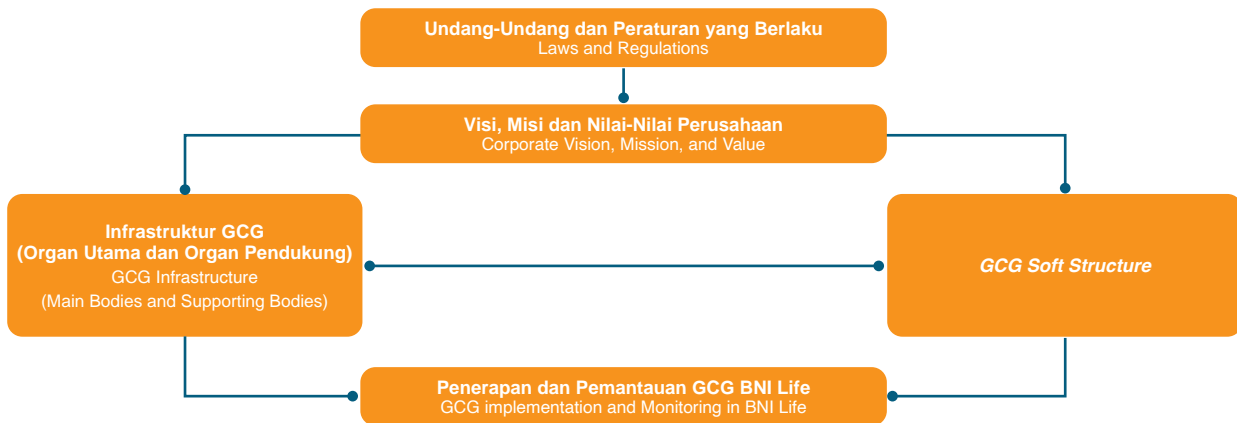 Undang-Undang dan Peraturan yang Berlaku
Laws and Regulations
Visi, Misi dan Nilai-Nilai Perusahaan
Corporate Vision, Mission, and Value
Infrastruktur GCG
(Organ Utama dan Organ Pendukung)
GCG Infrastructure
(Main Bodies and Supporting Bodies)
GCG Soft Structure
Penerapan dan Pemantauan GCG BNI Life
GCG implementation and Monitoring in BNI Life